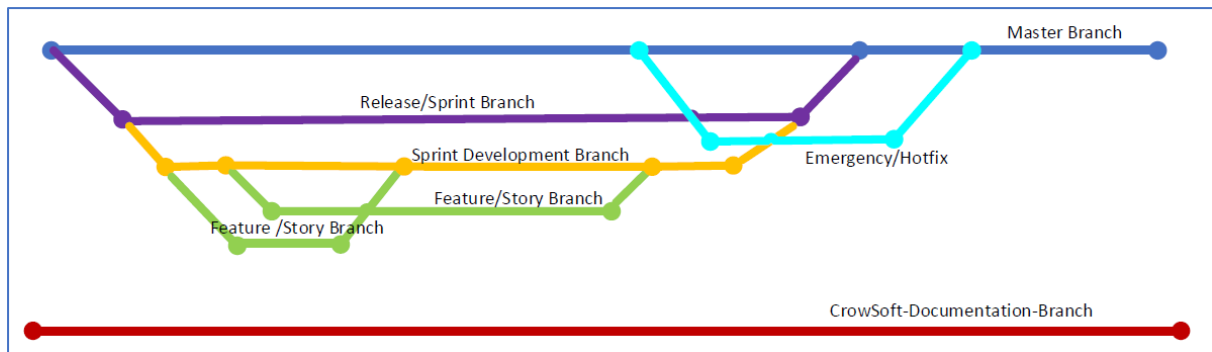 Master Branch
Release/Sprint Branch
Sprint Development Branch
Emergency/Hotfix
Feature/Story Branch
Feature /Story Branch
CrowSoft-Documentation-Branch